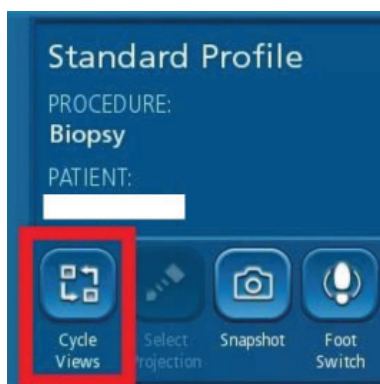 Standard Profile
PROCEDURE:
Biopsy
PATIENT:
Cycle Views
Select Projection
Snapshot
Foot Switch